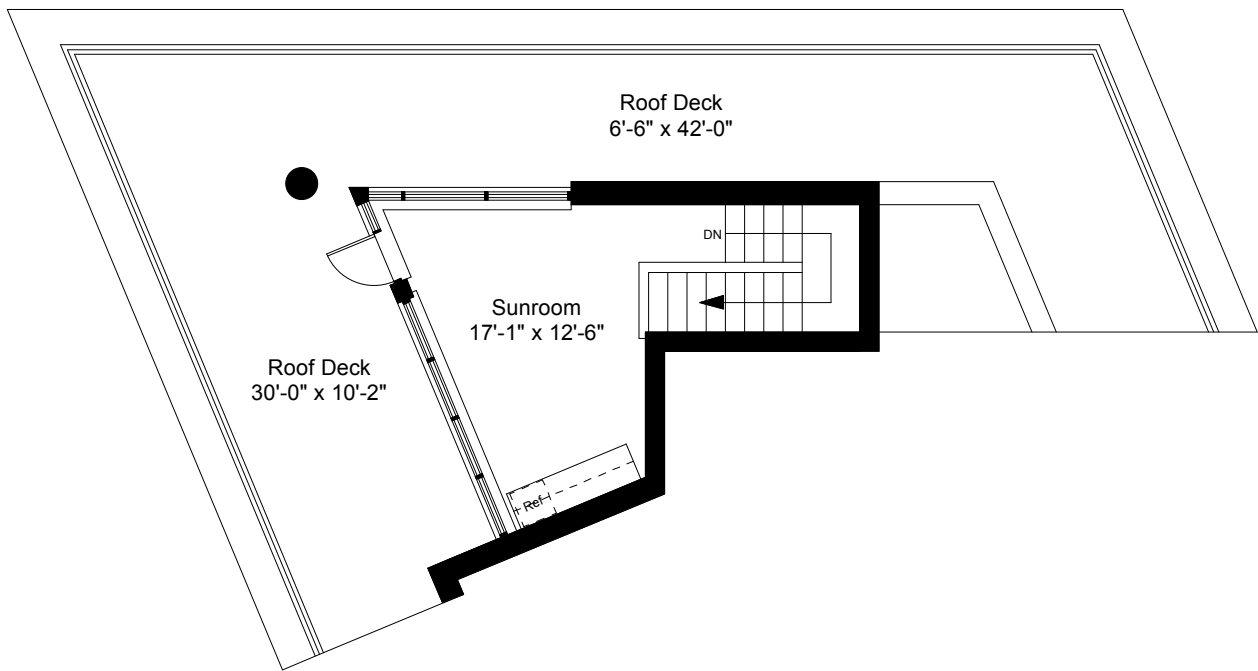 Roof Deck
6'-6" x 42'-0"
DN
Sunroom
17'-1" x 12'-6"
Roof Deck
30'-0" x 10'-2"
Ref